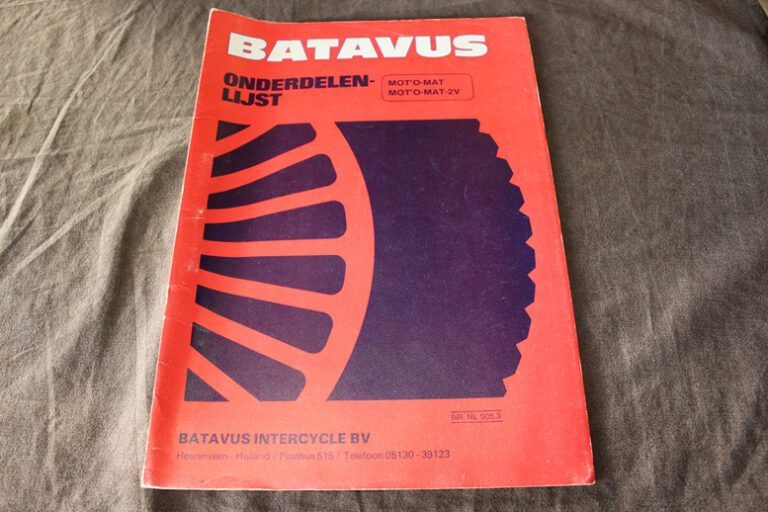 BATAVUS
ONDERDELEN-
LIJST
MOT'O-MAT
MOT'O-MAT-2V
NR. NL 505.3
BATAVUS INTERCYCLE BV
Heerenveen - Holland / Postbus 515 / Telefoon 05130 - 39123